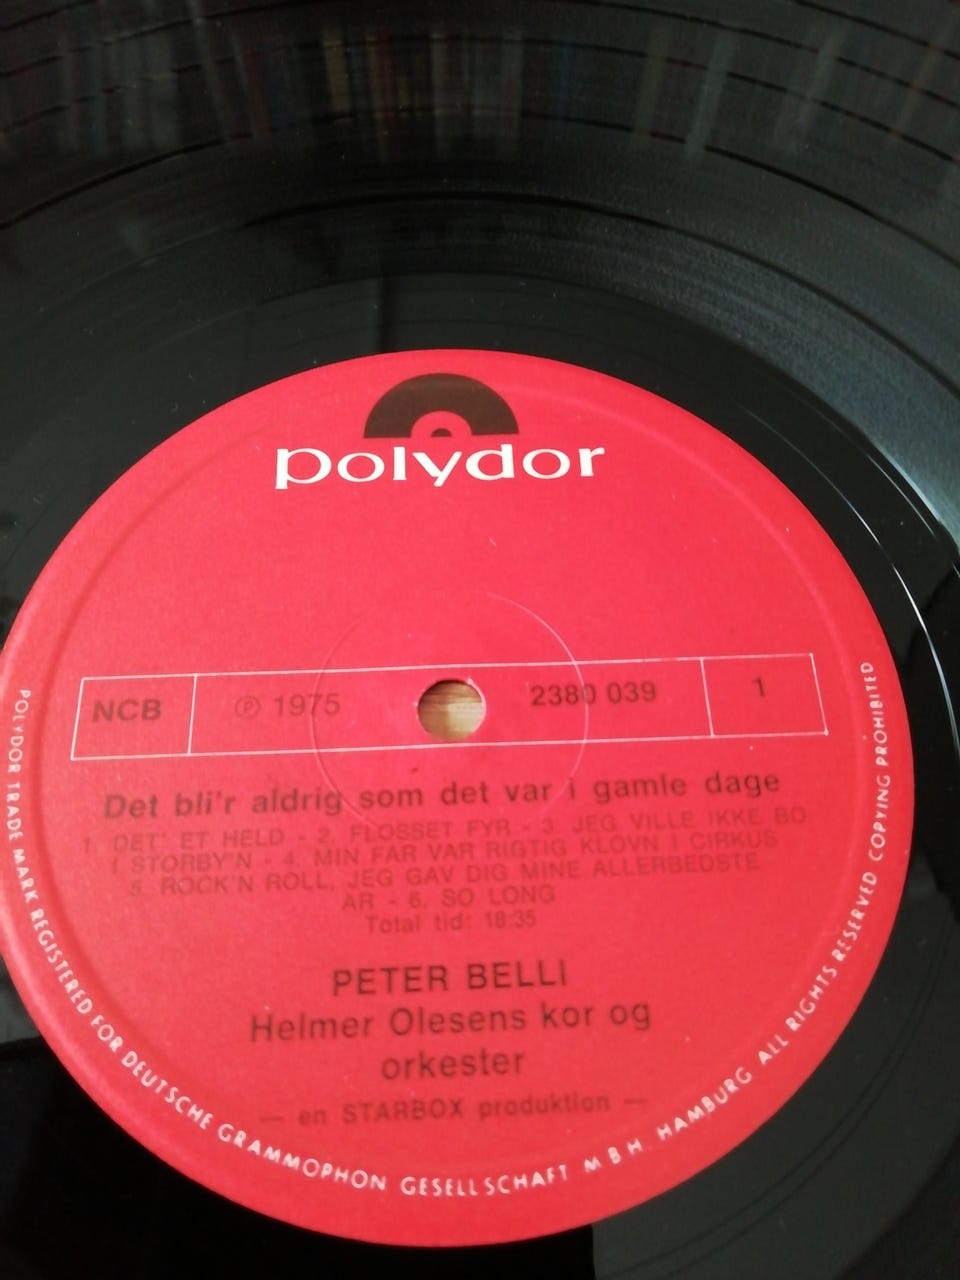 polydor
NCB
℗ 1975
2380 039
1
Det bli'r aldrig som det var i gamle dage
1. DET' ET HELD - 2. FLOSSET FYR - 3. JEG VILLE IKKE BO
I STORBY'N - 4. MIN FAR VAR RIGTIG KLOVN I CIRKUS
5. ROCK'N ROLL, JEG GAV DIG MINE ALLERBEDSTE
ÅR - 6. SO LONG
Total tid: 18:35
PETER BELLI
Helmer Olesens kor og
orkester
— en STARBOX produktion —
POLYDOR TRADE MARK REGISTERED FOR DEUTSCHE GRAMMOPHON GESELLSCHAFT M B H. HAMBURG ALL RIGHTS RESERVED COPYING PROHIBITED